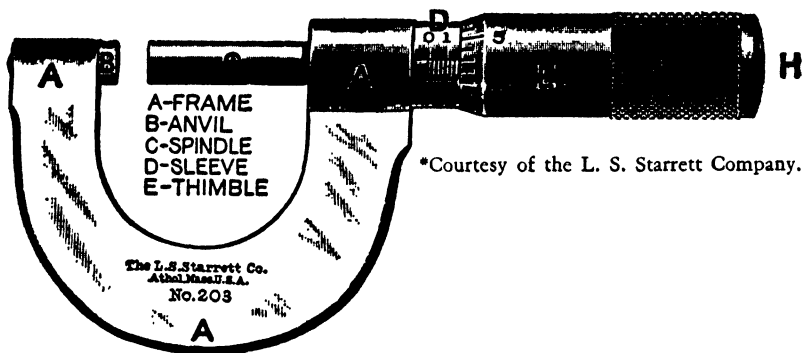 D
0 1 5
A B C A E H
A-FRAME
B-ANVIL
C-SPINDLE
D-SLEEVE
E-THIMBLE
*Courtesy of the L. S. Starrett Company.
The L.S.Starrett Co.
Athol,Mass.U.S.A.
No.203
A